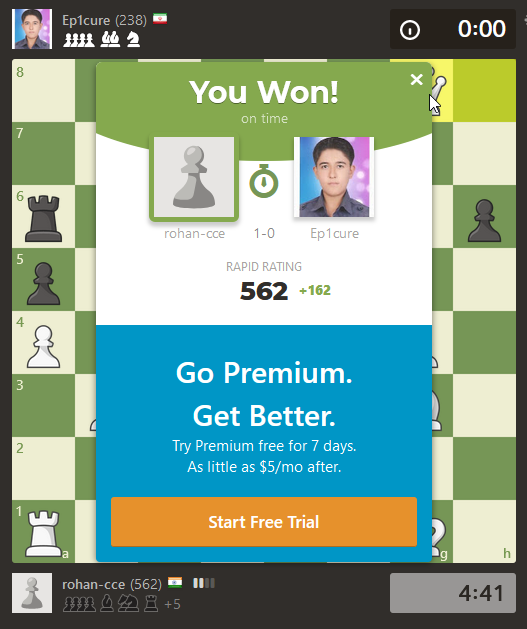 Ep1cure (238)
0:00
8
You Won!
on time
7
6
rohan-cce
1-0
Ep1cure
5
RAPID RATING
562 +162
4
Go Premium.
3
Get Better.
Try Premium free for 7 days.
2
As little as $5/mo after.
1
Start Free Trial
a
g
h
rohan-cce (562)
+5
4:41